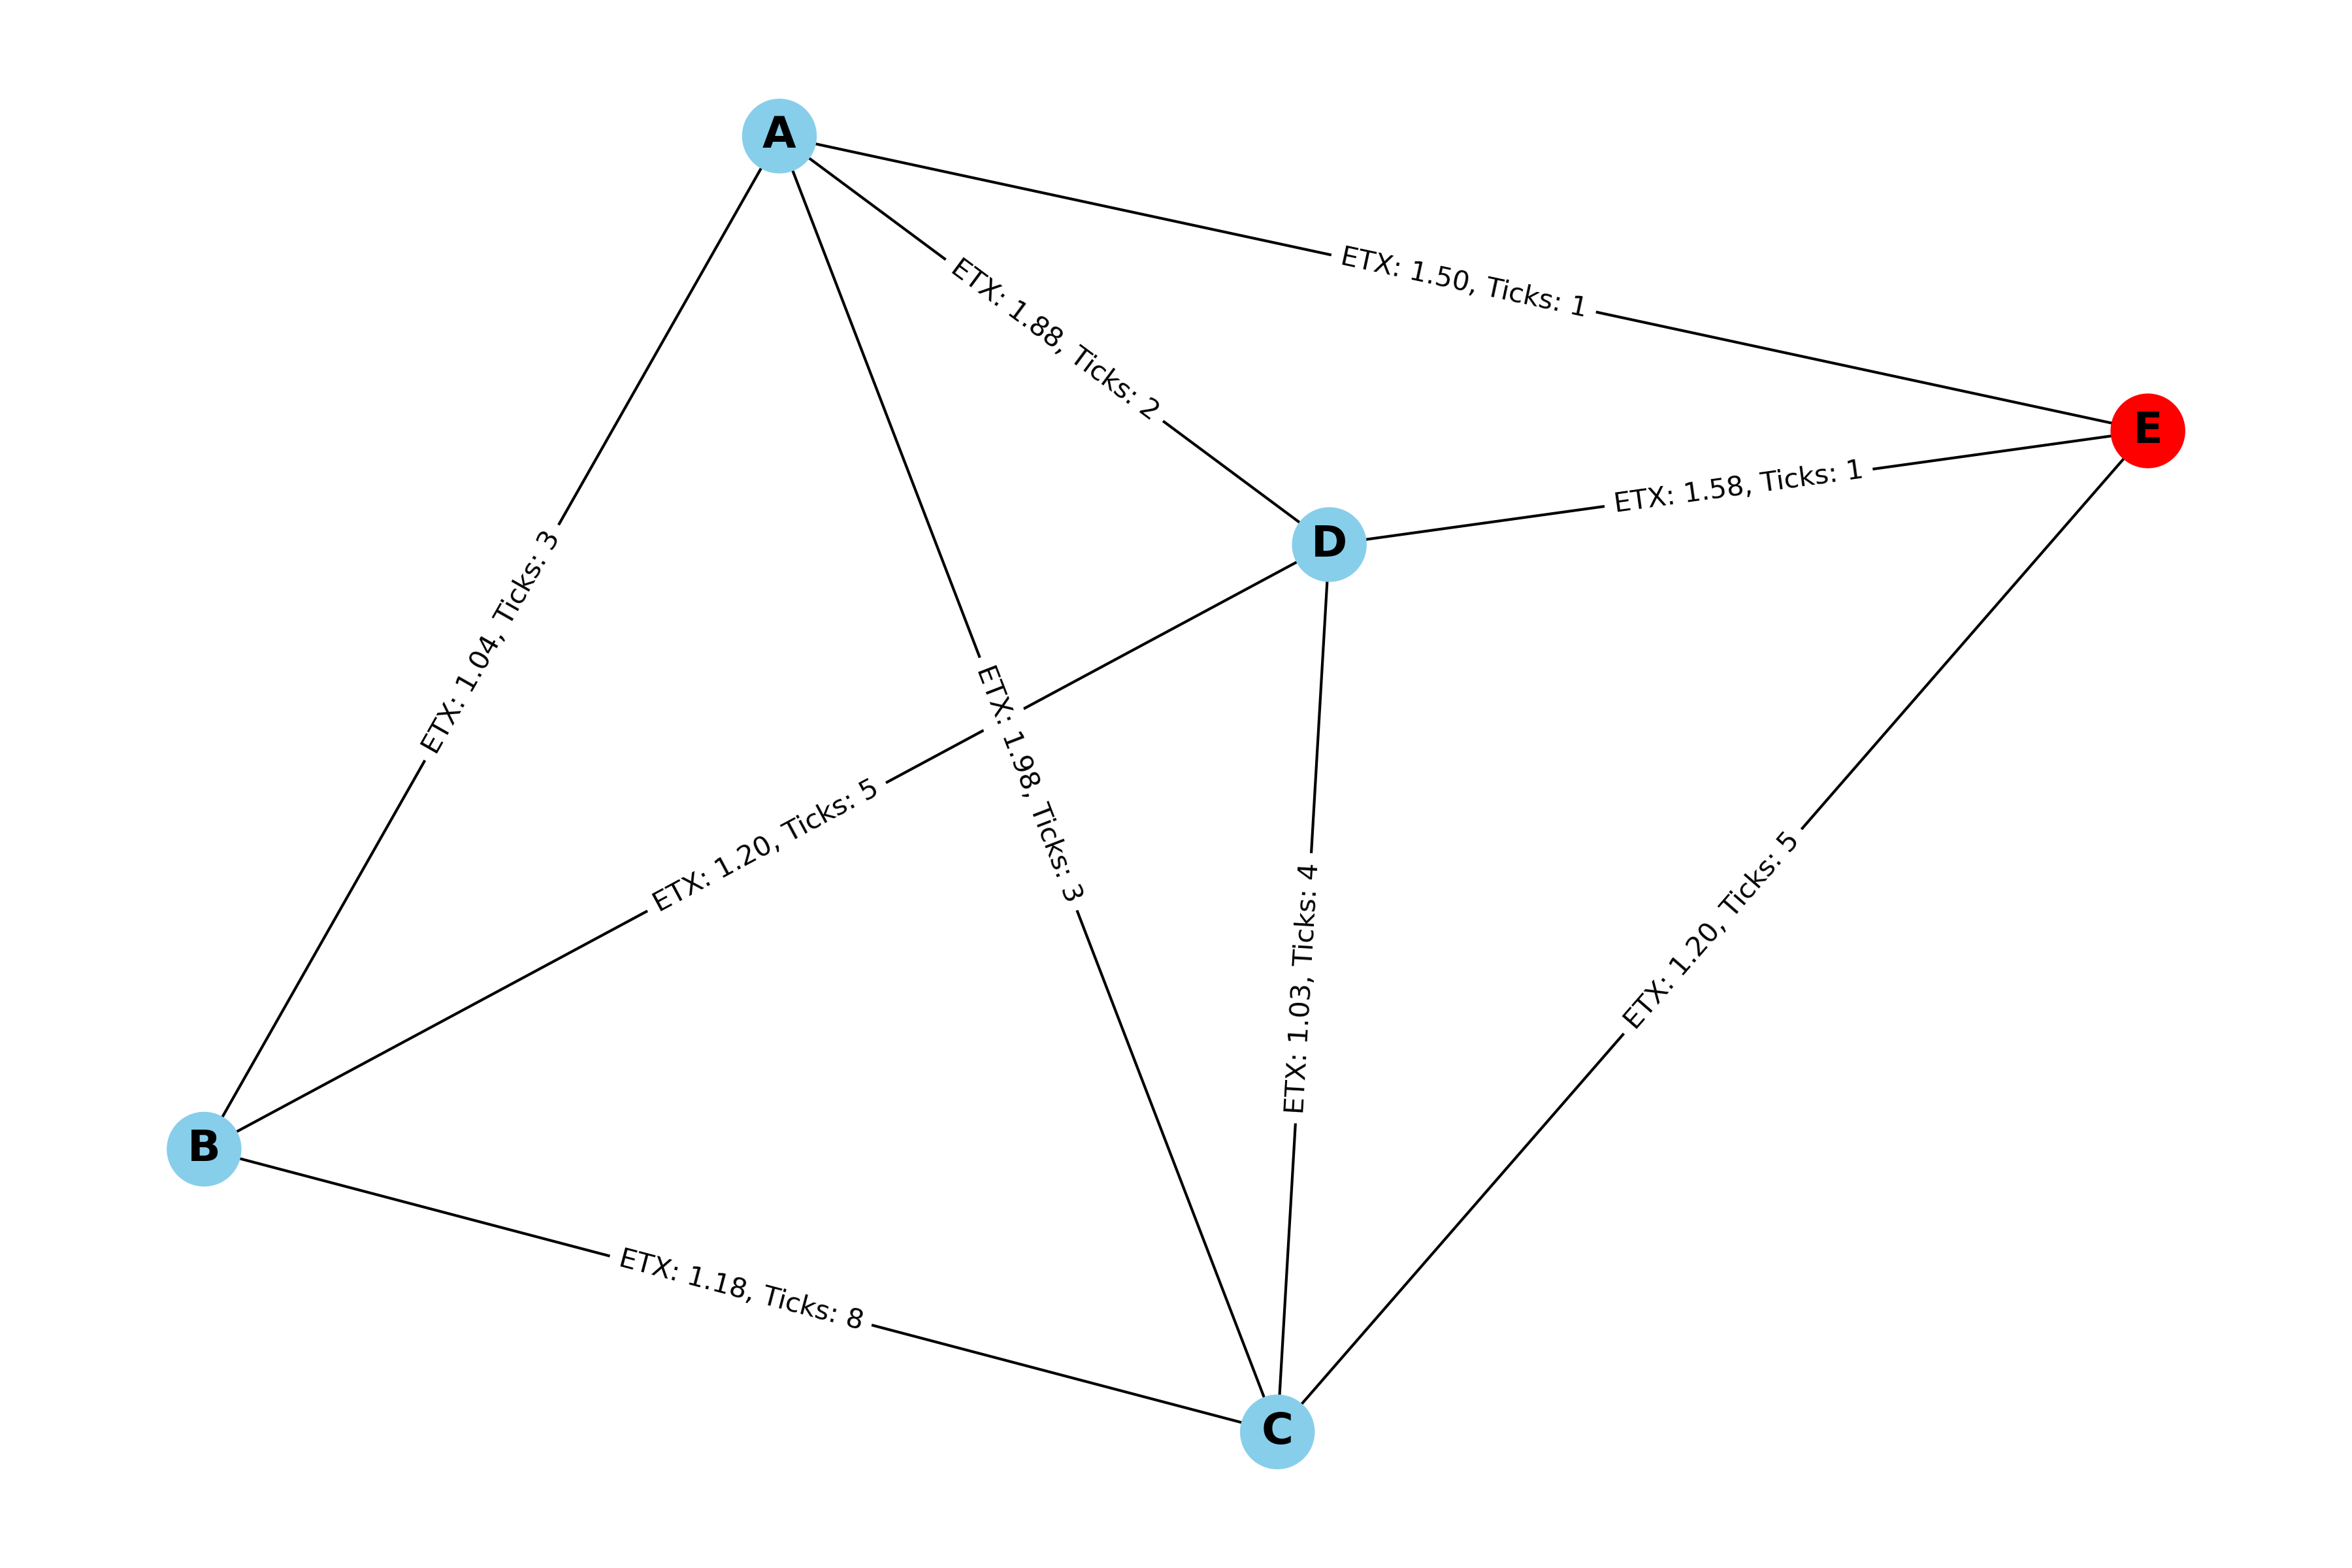 A
ETX: 1.50, Ticks: 1
ETX: 1.88, Ticks: 2
E
ETX: 1.58, Ticks: 1
D
ETX: 1.04, Ticks: 3
ETX: 1.98, Ticks: 3
ETX: 1.20, Ticks: 5
ETX: 1.03, Ticks: 4
ETX: 1.20, Ticks: 5
B
ETX: 1.18, Ticks: 8
C